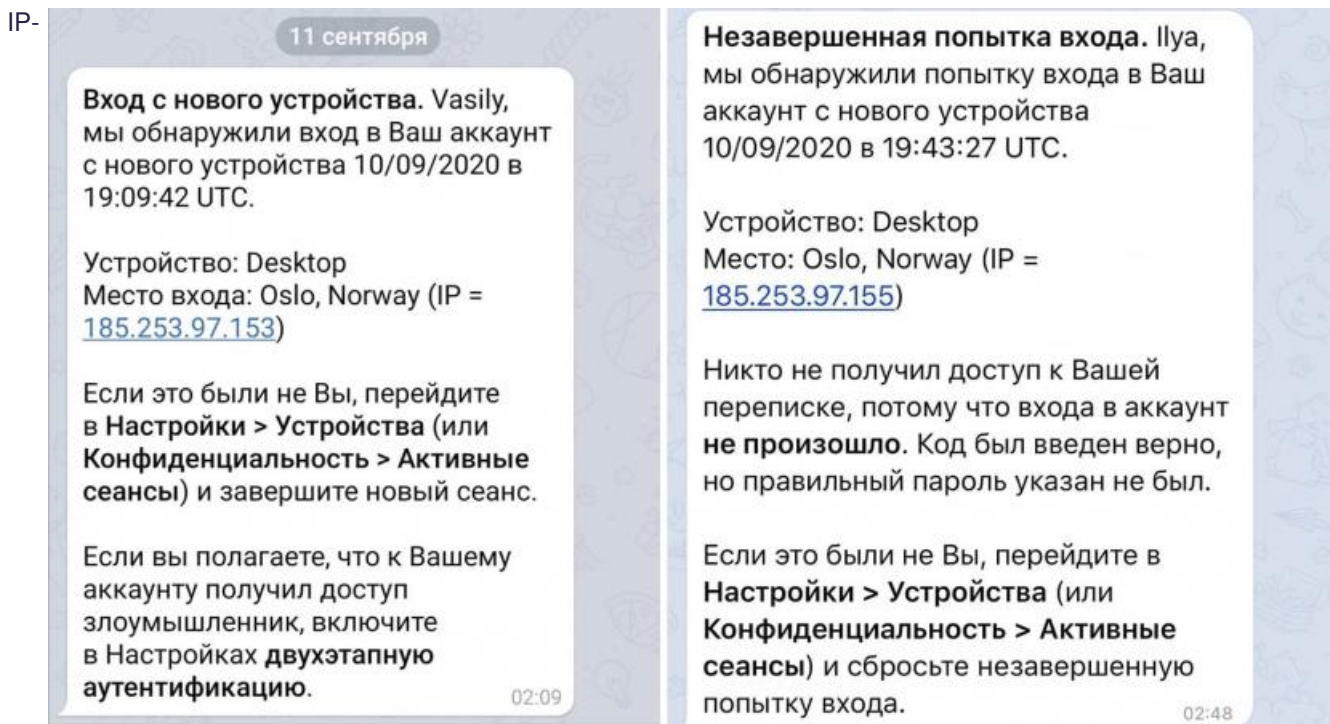 IP-
11 сентября
Вход с нового устройства. Vasily,
мы обнаружили вход в Ваш аккаунт
с нового устройства 10/09/2020 в
19:09:42 UTC.
Устройство: Desktop
Место входа: Oslo, Norway (IP =
185.253.97.153)
Если это были не Вы, перейдите
в Настройки > Устройства (или
Конфиденциальность > Активные
сеансы) и завершите новый сеанс.
Если вы полагаете, что к Вашему
аккаунту получил доступ
злоумышленник, включите
в Настройках двухэтапную
аутентификацию.
02:09
Незавершенная попытка входа. Ilya,
мы обнаружили попытку входа в Ваш
аккаунт с нового устройства
10/09/2020 в 19:43:27 UTC.
Устройство: Desktop
Место: Oslo, Norway (IP =
185.253.97.155)
Никто не получил доступ к Вашей
переписке, потому что входа в аккаунт
не произошло. Код был введен верно,
но правильный пароль указан не был.
Если это были не Вы, перейдите в
Настройки > Устройства (или
Конфиденциальность > Активные
сеансы) и сбросьте незавершенную
попытку входа.
02:48